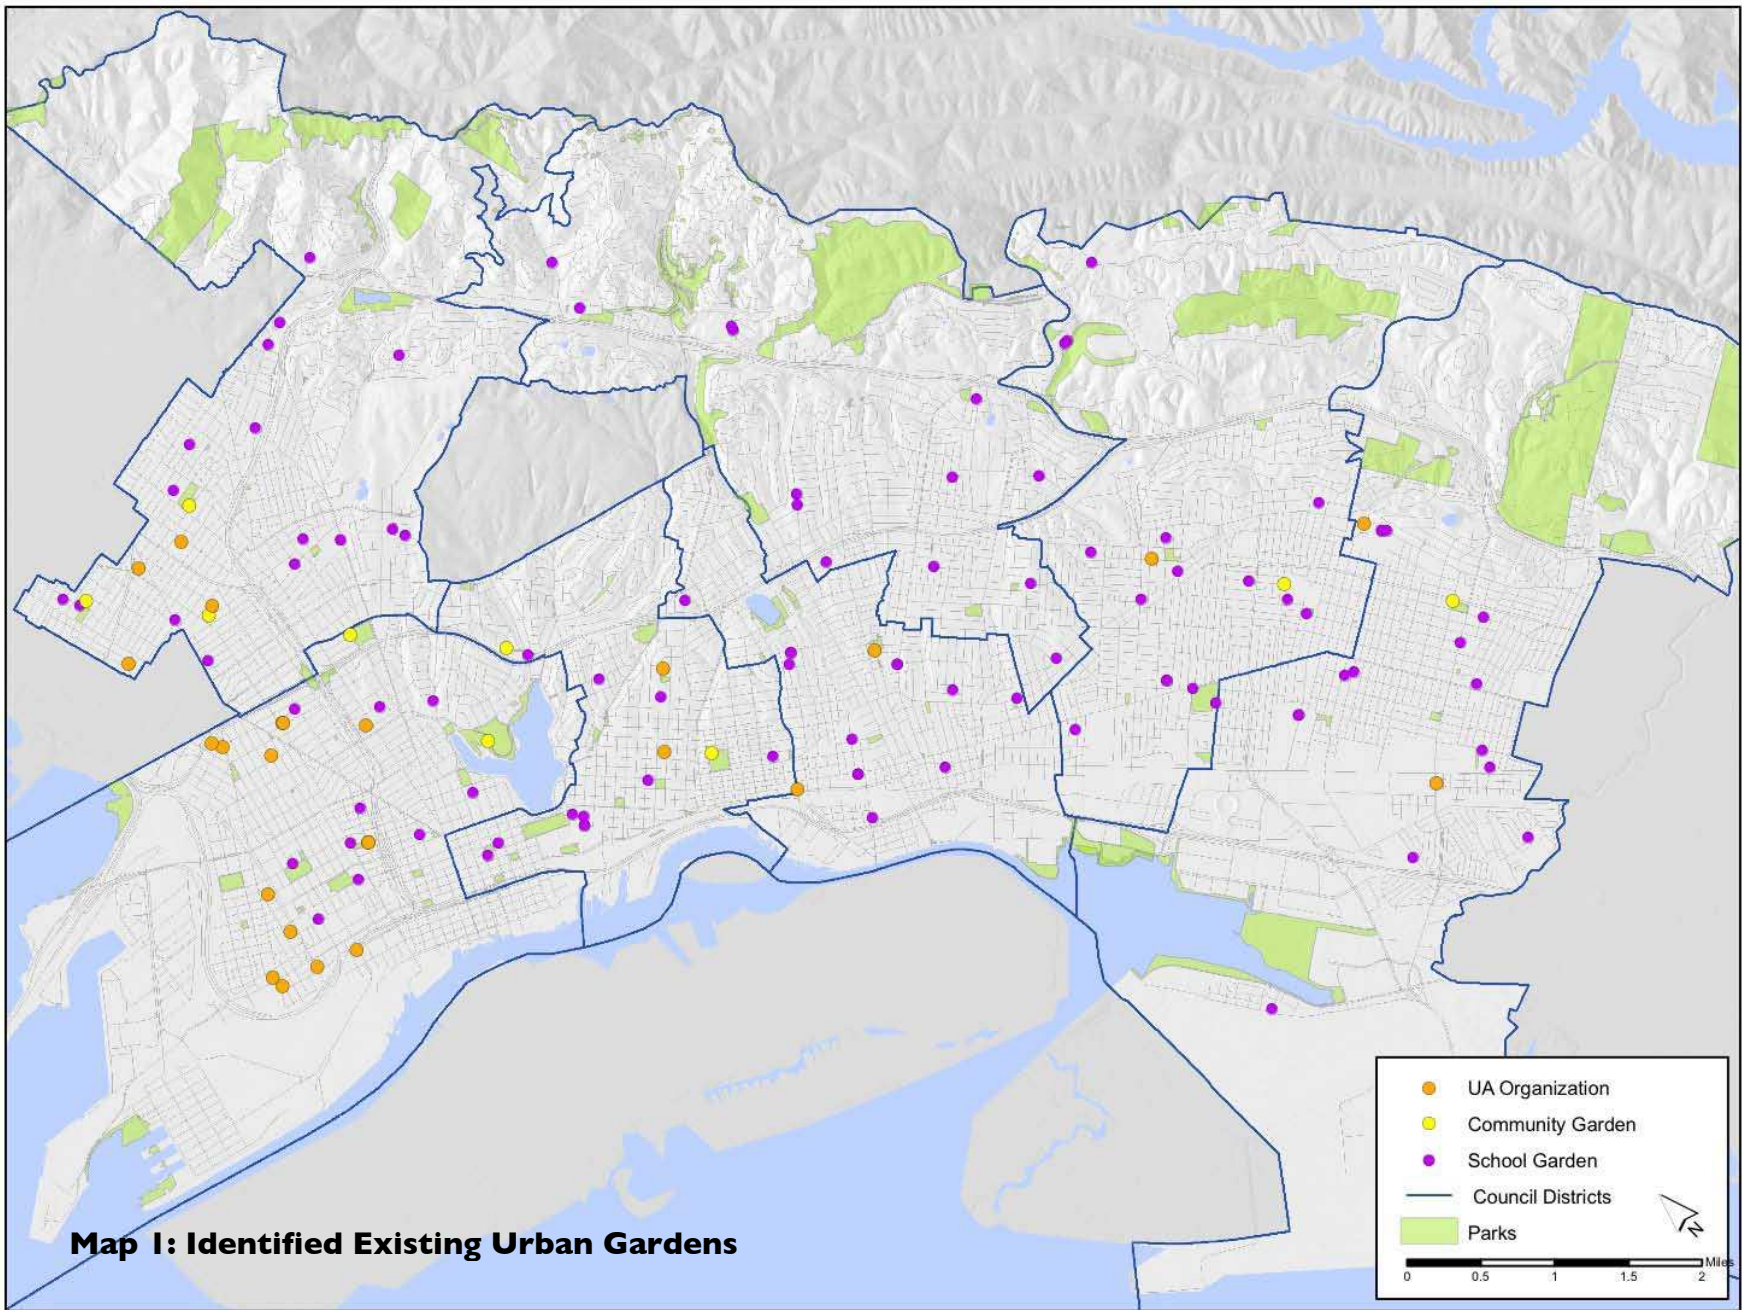 UA Organization
Community Garden
School Garden
Council Districts
Parks
N
Miles
0 0.5 1 1.5 2
Map 1: Identified Existing Urban Gardens